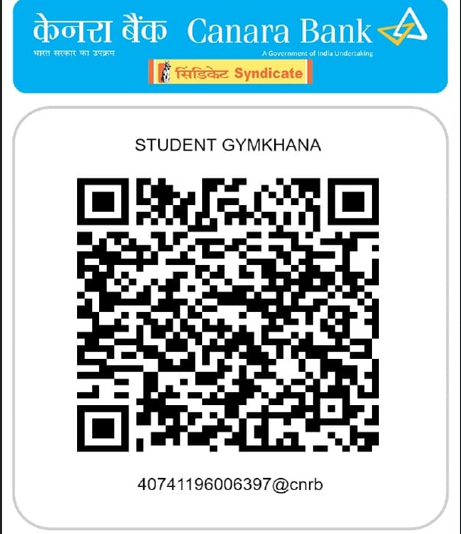 केनरा बैंक Canara Bank
भारत सरकार का उपक्रम A Government of India Undertaking
सिंडिकेट Syndicate
STUDENT GYMKHANA
40741196006397@cnrb